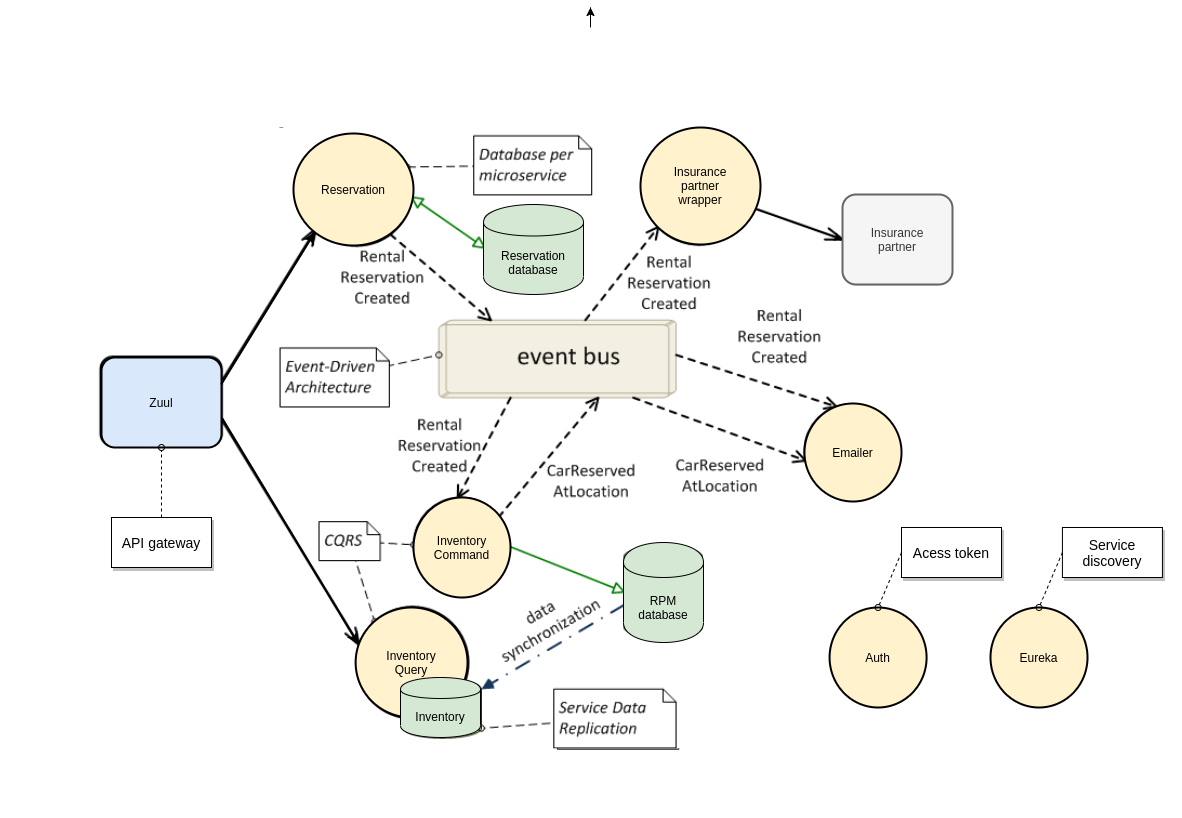 Reservation
Database per
microservice
Insurance
partner
wrapper
Insurance
partner
Reservation
database
Rental
Reservation
Created
Rental
Reservation
Created
Rental
Reservation
Created
event bus
Event-Driven
Architecture
Zuul
API gateway
Rental
Reservation
Created
CarReserved
AtLocation
CarReserved
AtLocation
Emailer
CQRS
Inventory
Command
RPM
database
data
synchronization
Inventory
Query
Inventory
Service Data
Replication
Acess token
Service
discovery
Auth
Eureka